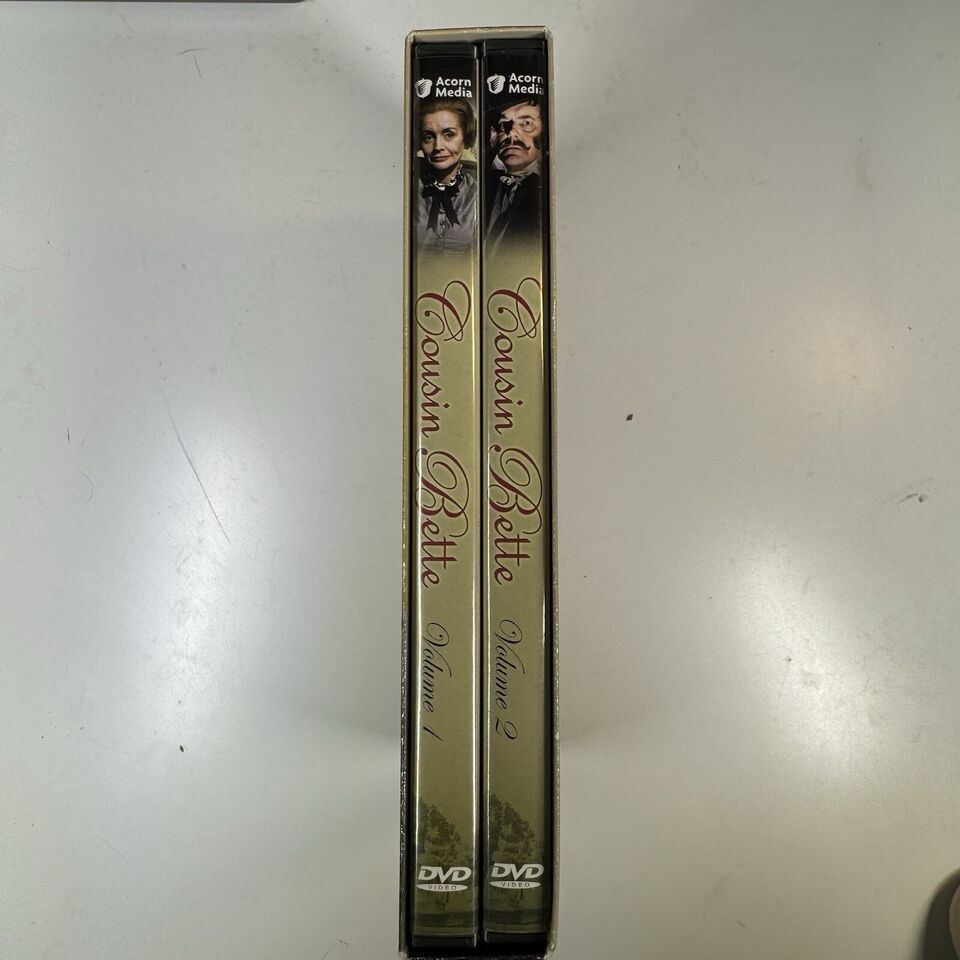 Acorn
Media
Cousin Bette
Volume 1
DVD
VIDEO
Acorn
Media
Cousin Bette
Volume 2
DVD
VIDEO